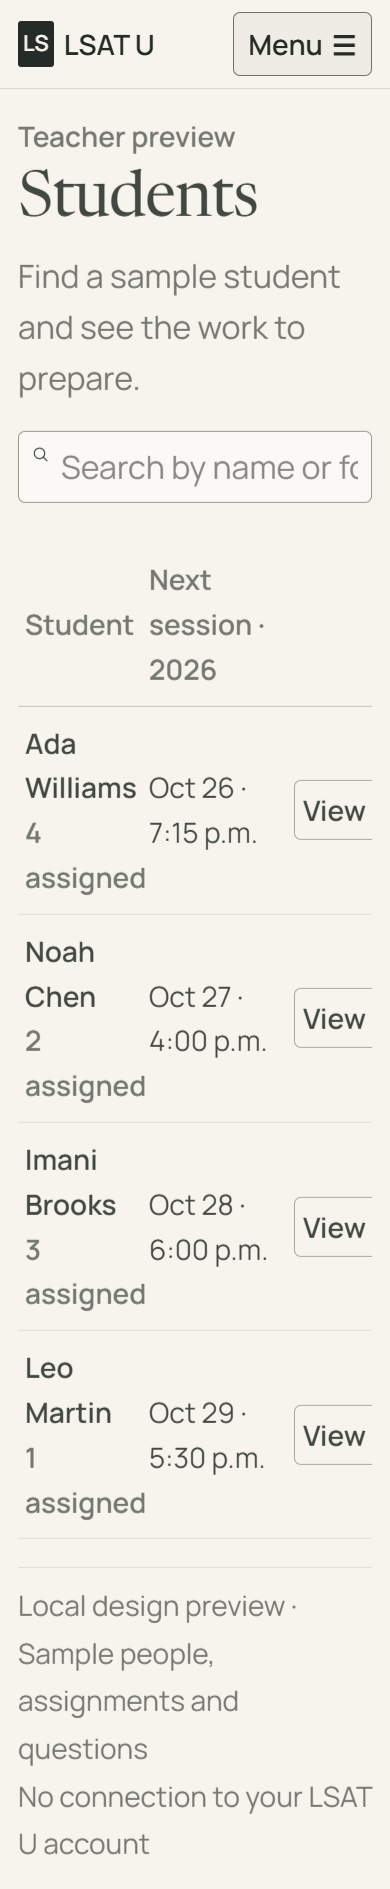 LS LSAT U
Menu
Teacher preview
Students
Find a sample student
and see the work to
prepare.
Search by name or fo
Student
Next
session ·
2026
Ada
Williams
4
assigned
Oct 26 ·
7:15 p.m.
View
Noah
Chen
2
assigned
Oct 27 ·
4:00 p.m.
View
Imani
Brooks
3
assigned
Oct 28 ·
6:00 p.m.
View
Leo
Martin
1
assigned
Oct 29 ·
5:30 p.m.
View
Local design preview ·
Sample people,
assignments and
questions
No connection to your LSAT
U account